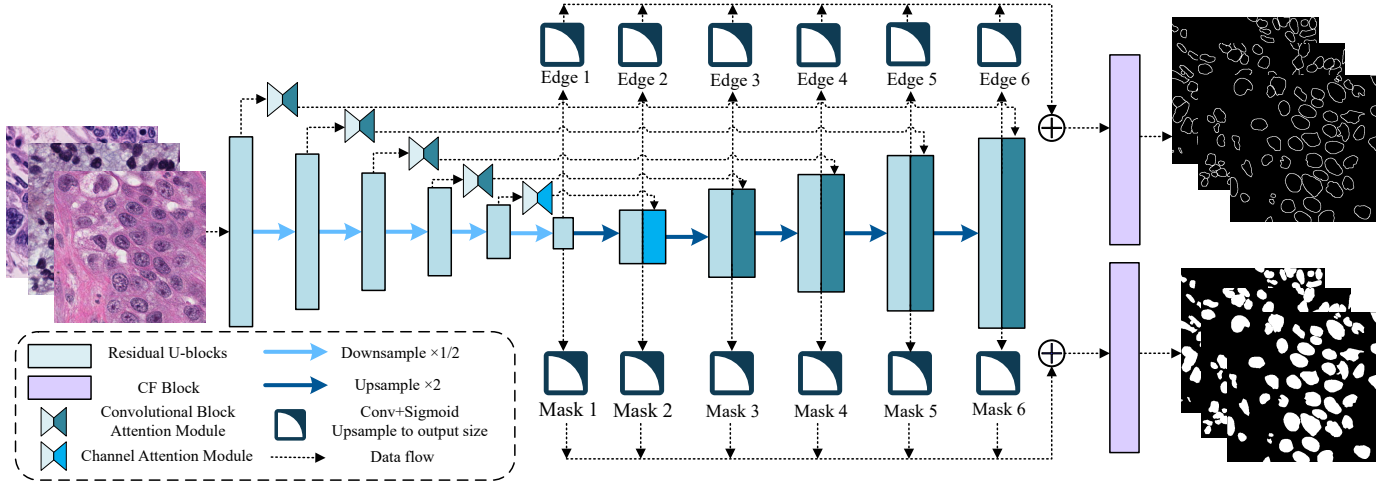 Edge 1 Edge 2 Edge 3 Edge 4 Edge 5 Edge 6
Residual U-blocks
Downsample ×1/2
CF Block
Upsample ×2
Convolutional Block
Attention Module
Conv+Sigmoid
Upsample to output size
Channel Attention Module
Data flow
Mask 1 Mask 2 Mask 3 Mask 4 Mask 5 Mask 6